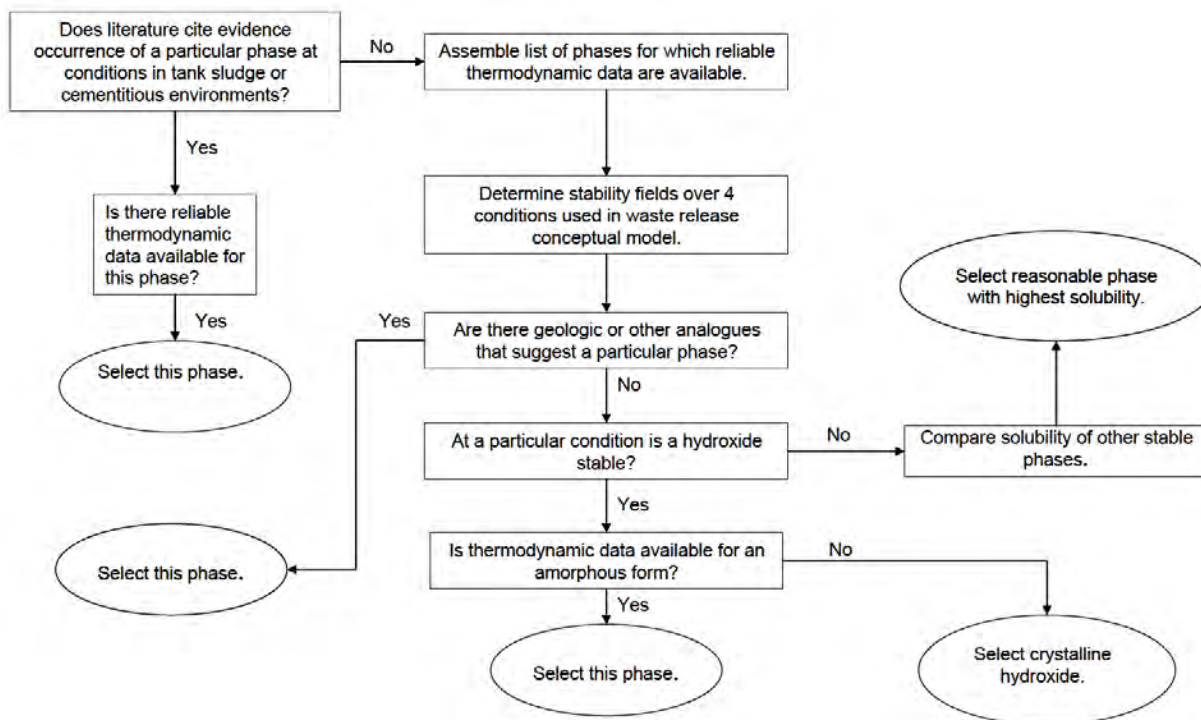 Does literature cite evidence
occurrence of a particular phase at
conditions in tank sludge or
cementitious environments?
No
Assemble list of phases for which reliable
thermodynamic data are available.
Yes
Is there reliable
thermodynamic
data available for
this phase?
Determine stability fields over 4
conditions used in waste release
conceptual model.
Select reasonable phase
with highest solubility.
Yes
Select this phase.
Yes
Are there geologic or other analogues
that suggest a particular phase?
No
At a particular condition is a hydroxide
stable?
No
Compare solubility of other stable
phases.
Yes
Select this phase.
Is thermodynamic data available for an
amorphous form?
No
Yes
Select this phase.
Select crystalline
hydroxide.